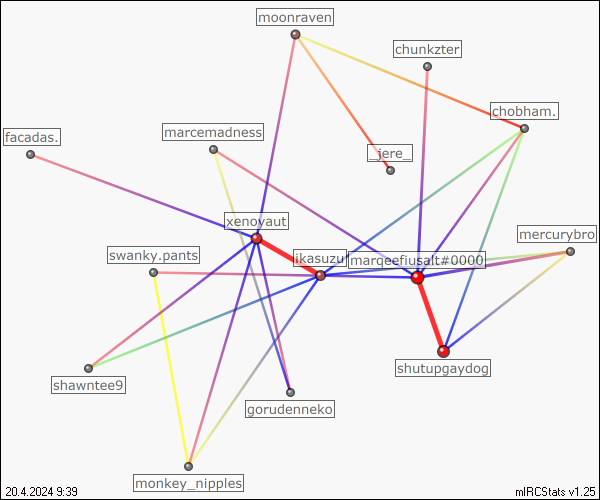 moonraven
chunkzter
chobham.
facadas.
marcemadness
_jere_
xenoyaut
mercurybro
swanky.pants
ikasuzu
marqeefiusalt#0000
shutupgaydog
shawntee9
gorudenneko
monkey_nipples
20.4.2024 9:39
mIRCStats v1.25